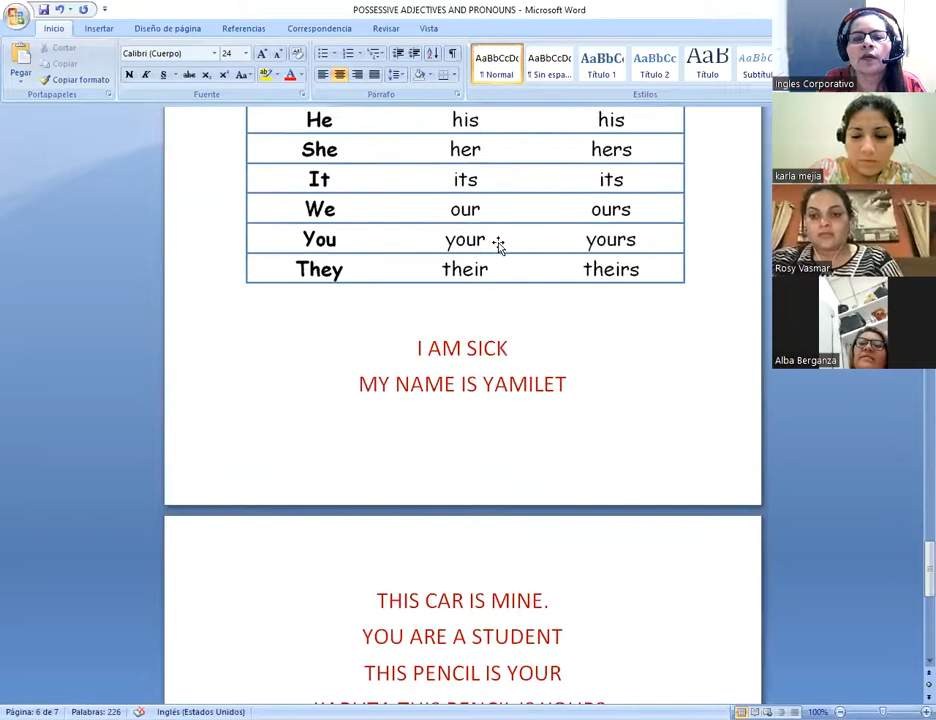 POSSESSIVE ADJECTIVES AND PRONOUNS - Microsoft Word
Inicio Insertar Diseño de página Referencias Correspondencia Revisar Vista
Pegar
Cortar
Copiar
Copiar formato
Portapapeles
Calibri (Cuerpo) 24
Fuente
Párrafo
AaBbCcDc AaBbCcDc AaBbCc AaBbCc AaB AaBbCc
¶ Normal ¶ Sin espa... Título 1 Título 2 Título Subtítul
Estilos
Ingles Corporativo
karla mejia
Rosy Vasmar
Alba Berganza
He his his
She her hers
It its its
We our ours
You your yours
They their theirs
I AM SICK
MY NAME IS YAMILET
THIS CAR IS MINE.
YOU ARE A STUDENT
THIS PENCIL IS YOUR
THIS PENCIL IS YOURS
Página: 6 de 7 Palabras: 226 Inglés (Estados Unidos) 100%